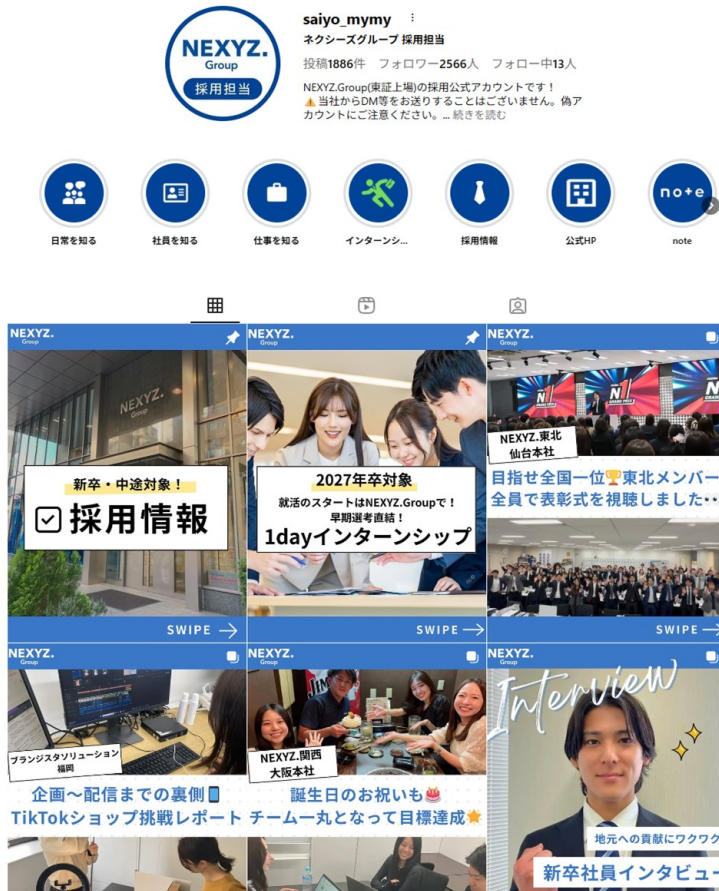 NEXYZ.
Group
採用担当
saiyo_mymy
ネクシーズグループ 採用担当
投稿1886件 フォロワー2566人 フォロー中13人
NEXYZ.Group(東証上場)の採用公式アカウントです！
⚠️当社からDM等をお送りすることはございません。偽ア
カウントにご注意ください。... 続きを読む
note
日常を知る
社員を知る
仕事を知る
インターンシ...
採用情報
公式HP
note
NEXYZ.
Group
NEXYZ.
Group
新卒・中途対象！
採用情報
SWIPE
NEXYZ.
Group
2027年卒対象
就活のスタートはNEXYZ.Groupで！
早期選考直結！
1dayインターンシップ
SWIPE
NEXYZ.
Group
N1
GRAND PRIX
NEXYZ.東北
仙台本社
目指せ全国一位🏆東北メンバー
全員で表彰式を視聴しました👀
SWIPE
NEXYZ.
Group
ブランジスタソリューション
福岡
企画～配信までの裏側📱
TikTokショップ挑戦レポート
NEXYZ.
Group
NEXYZ.関西
大阪本社
誕生日のお祝いも🎂
チーム一丸となって目標達成🌟
NEXYZ.
Group
Interview
地元への貢献にワクワク
新卒社員インタビュー